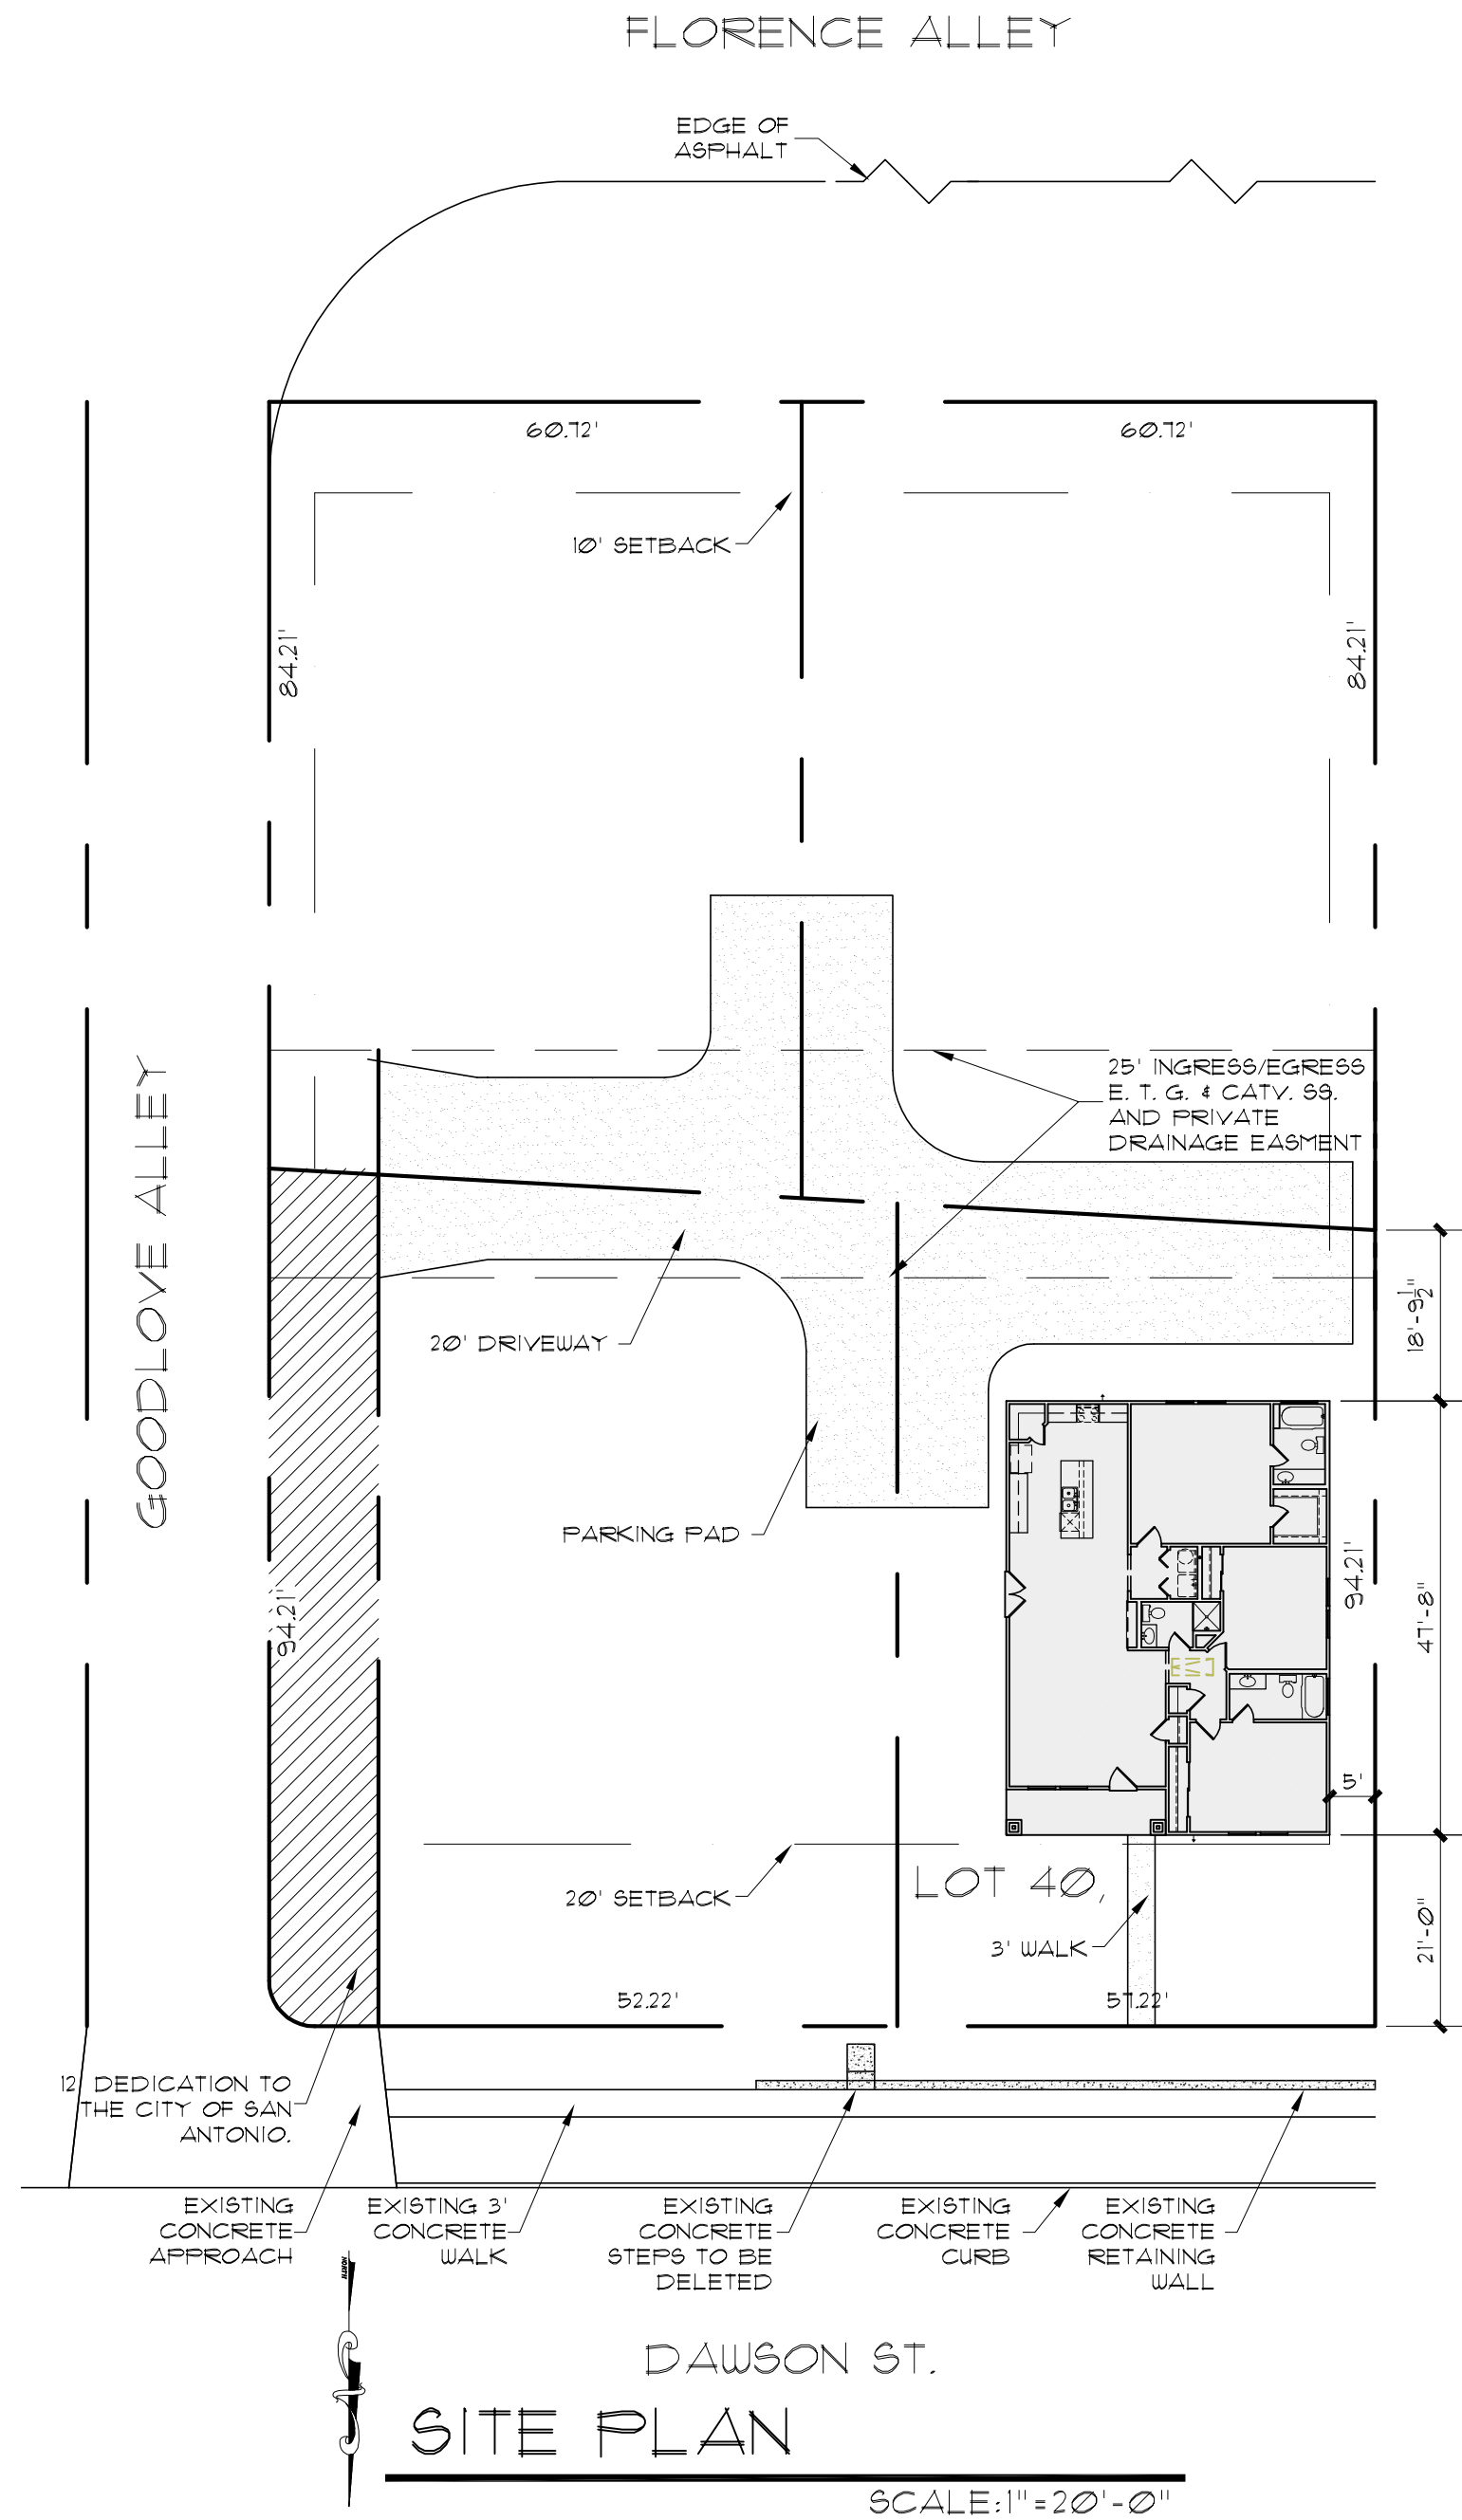 FLORENCE ALLEY
EDGE OF
ASPHALT
60.72'
60.72'
10' SETBACK
84.21'
84.21'
GOODLOVE ALLEY
25' INGRESS/EGRESS
E. T. G. & CATV. SS.
AND PRIVATE
DRAINAGE EASMENT
18'-9 1/2"
20' DRIVEWAY
PARKING PAD
94.21'
94.21'
47'-8"
5'
20' SETBACK
LOT 40,
3' WALK
21'-0"
52.22'
57.22'
12' DEDICATION TO
THE CITY OF SAN
ANTONIO.
EXISTING
CONCRETE
APPROACH
EXISTING 3'
CONCRETE
WALK
EXISTING
CONCRETE
STEPS TO BE
DELETED
EXISTING
CONCRETE
CURB
EXISTING
CONCRETE
RETAINING
WALL
NORTH
DAWSON ST.
SITE PLAN
SCALE:1"=20'-0"